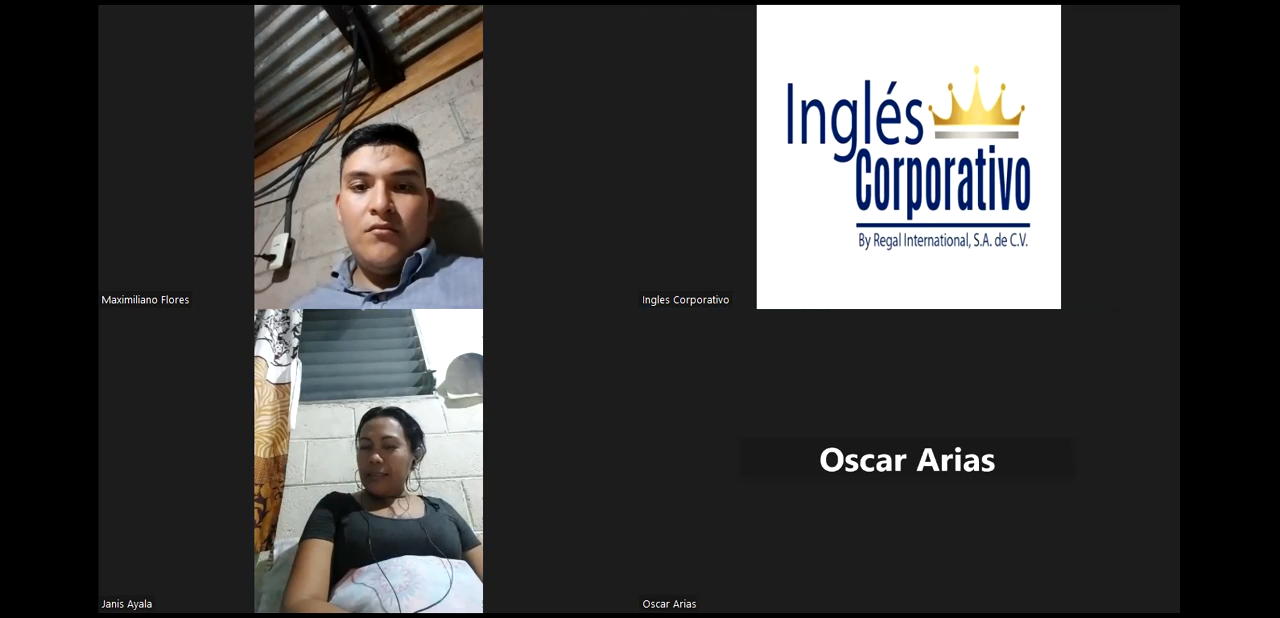 Inglés
Corporativo
By Regal International, S.A. de C.V.
Maximiliano Flores
Ingles Corporativo
Oscar Arias
Janis Ayala
Oscar Arias